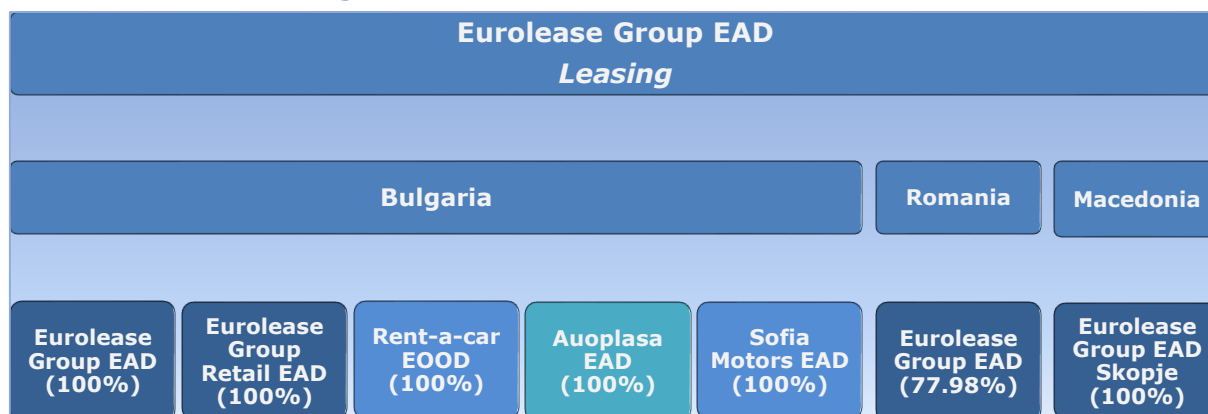 Eurolease Group EAD
Leasing
Bulgaria
Romania
Macedonia
Eurolease
Group EAD
(100%)
Eurolease
Group
Retail EAD
(100%)
Rent-a-car
EOOD
(100%)
Auoplasa
EAD
(100%)
Sofia
Motors EAD
(100%)
Eurolease
Group EAD
(77.98%)
Eurolease
Group EAD
Skopje
(100%)